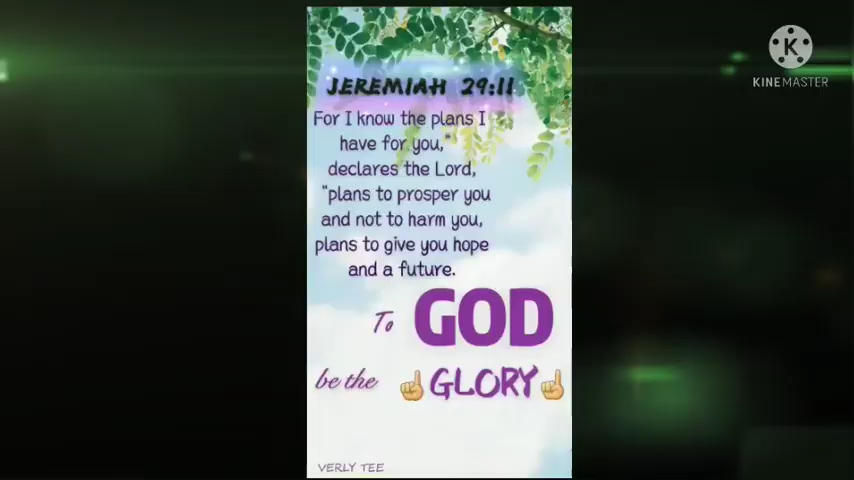 JEREMIAH 29:11
For I know the plans I
have for you,"
declares the Lord,
"plans to prosper you
and not to harm you,
plans to give you hope
and a future.
To GOD
be the ☝GLORY☝
VERLY TEE
K
KINEMASTER